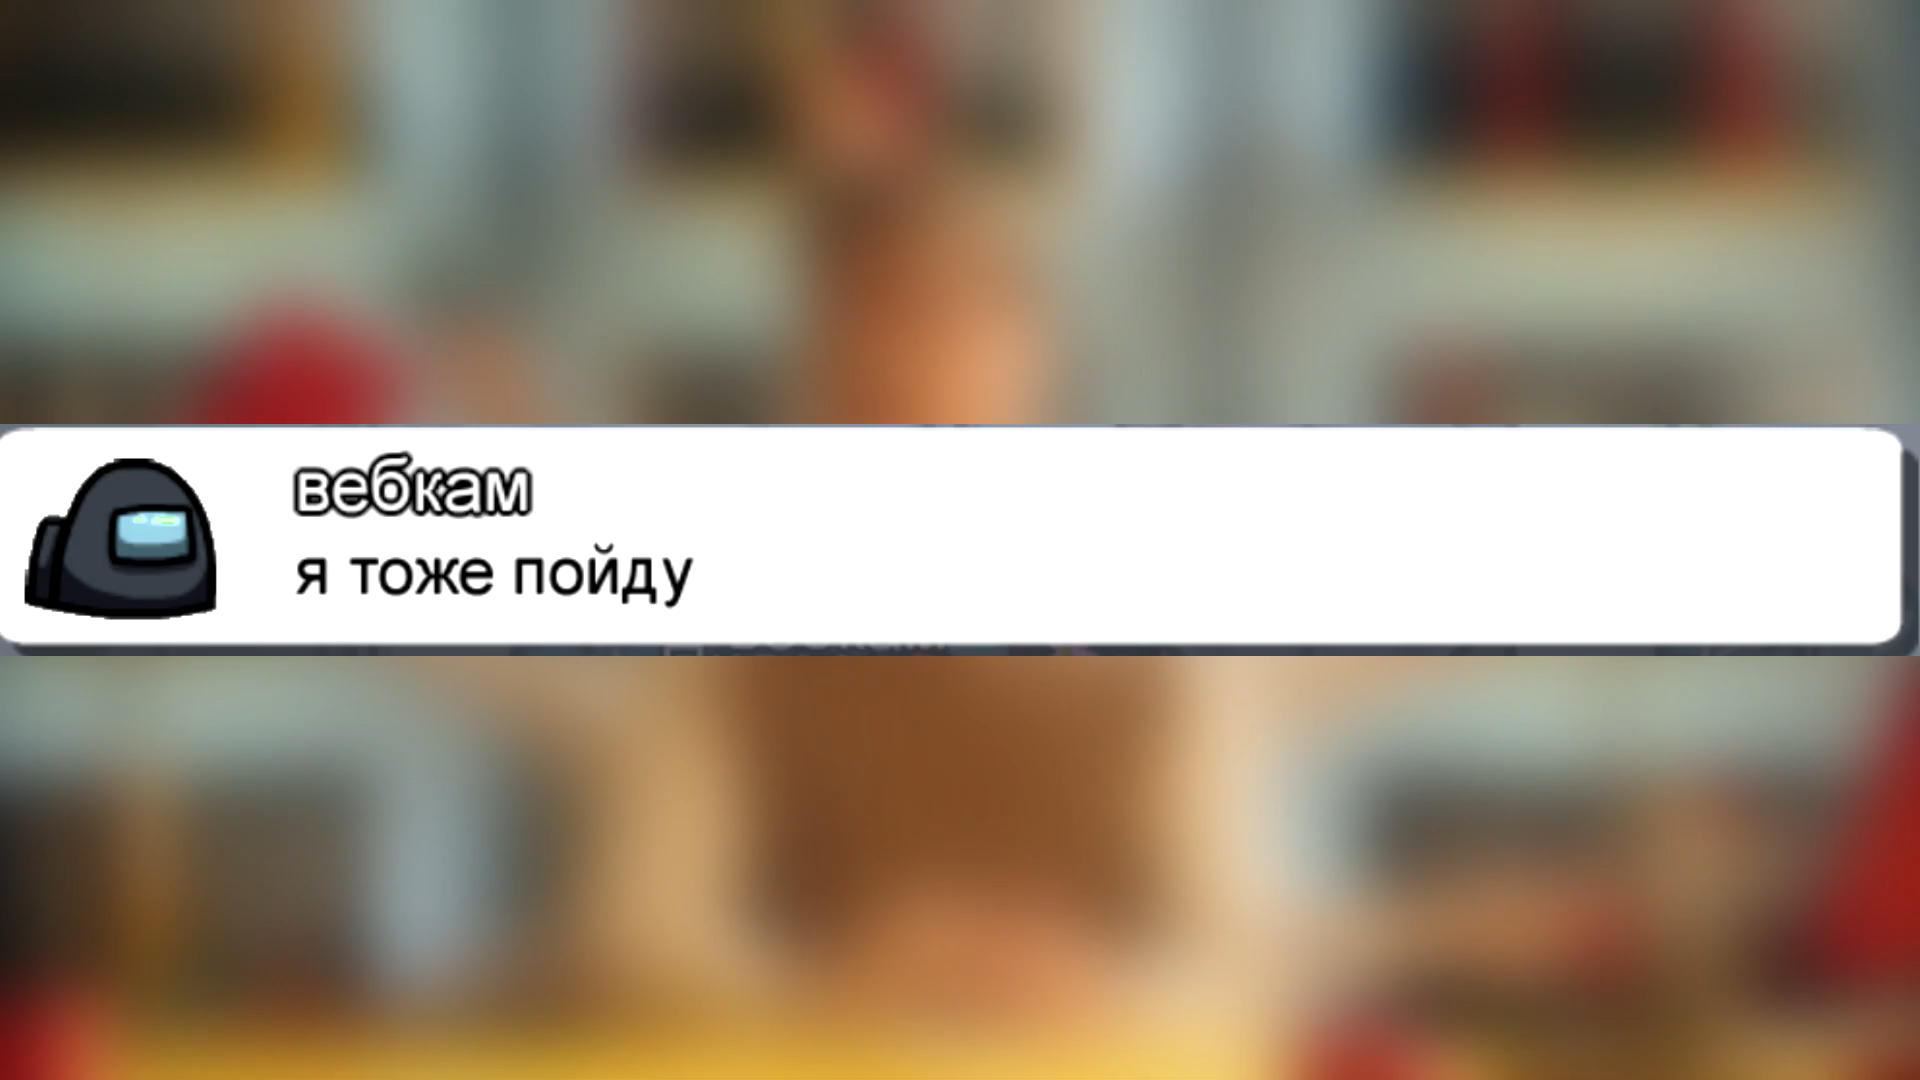 вебкам
я тоже пойду